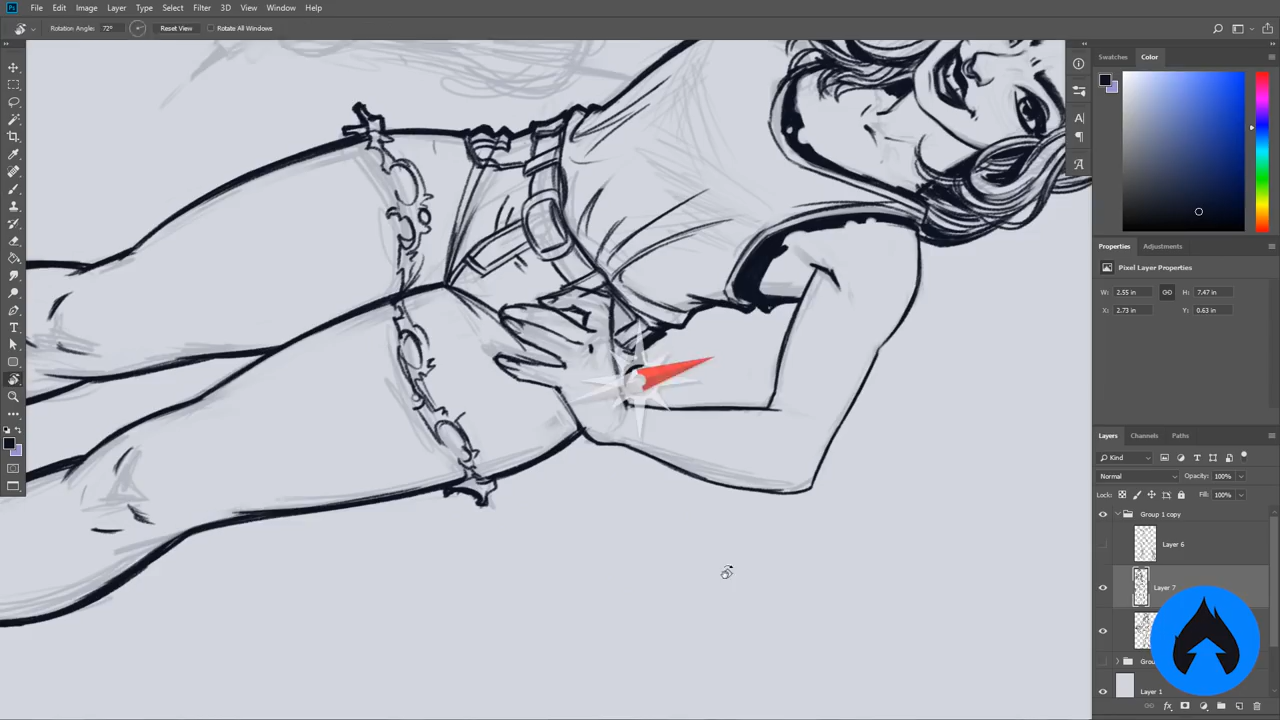 Ps File Edit Image Layer Type Select Filter 3D View Window Help
Rotation Angle: 72° Reset View Rotate All Windows
Swatches Color
Properties Adjustments
Pixel Layer Properties
W: 2.55 in H: 7.47 in
X: 2.73 in Y: 0.63 in
Layers Channels Paths
Kind
Normal Opacity: 100%
Lock: Fill: 100%
Group 1 copy
Layer 6
Layer 7
Layer 1